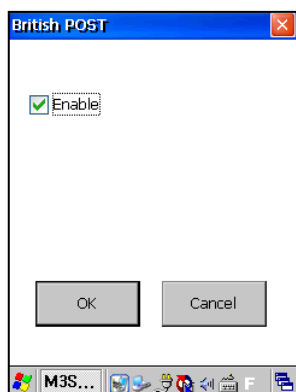 British POST
Enable
OK
Cancel
M3S...
F